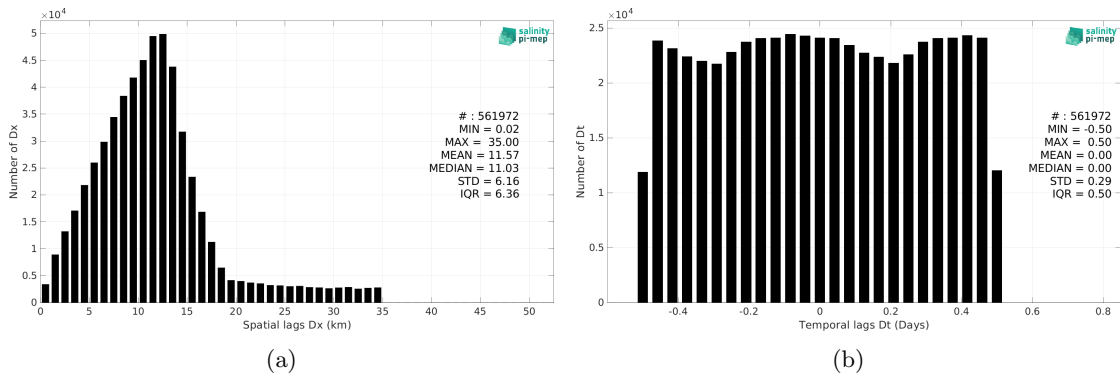 ×10⁴
5
4.5
4
3.5
3
2.5
2
1.5
1
0.5
0
Number of Dx
0 5 10 15 20 25 30 35 40 45 50
Spatial lags Dx (km)
salinity
pi-mep
# : 561972
MIN = 0.02
MAX = 35.00
MEAN = 11.57
MEDIAN = 11.03
STD = 6.16
IQR = 6.36
(a)
×10⁴
2.5
2
1.5
1
0.5
0
Number of Dt
-0.4 -0.2 0 0.2 0.4 0.6 0.8
Temporal lags Dt (Days)
salinity
pi-mep
# : 561972
MIN = -0.50
MAX = 0.50
MEAN = 0.00
MEDIAN = 0.00
STD = 0.29
IQR = 0.50
(b)